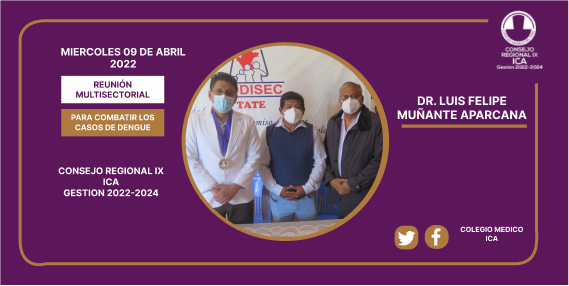 MIERCOLES 09 DE ABRIL
2022
REUNIÓN
MULTISECTORIAL
PARA COMBATIR LOS
CASOS DE DENGUE
CONSEJO REGIONAL IX
ICA
GESTION 2022-2024
ODISEC
TATE
CONSEJO
REGIONAL IX
ICA
Gestión 2022-2024
DR. LUIS FELIPE
MUÑANTE APARCANA
COLEGIO MEDICO
ICA